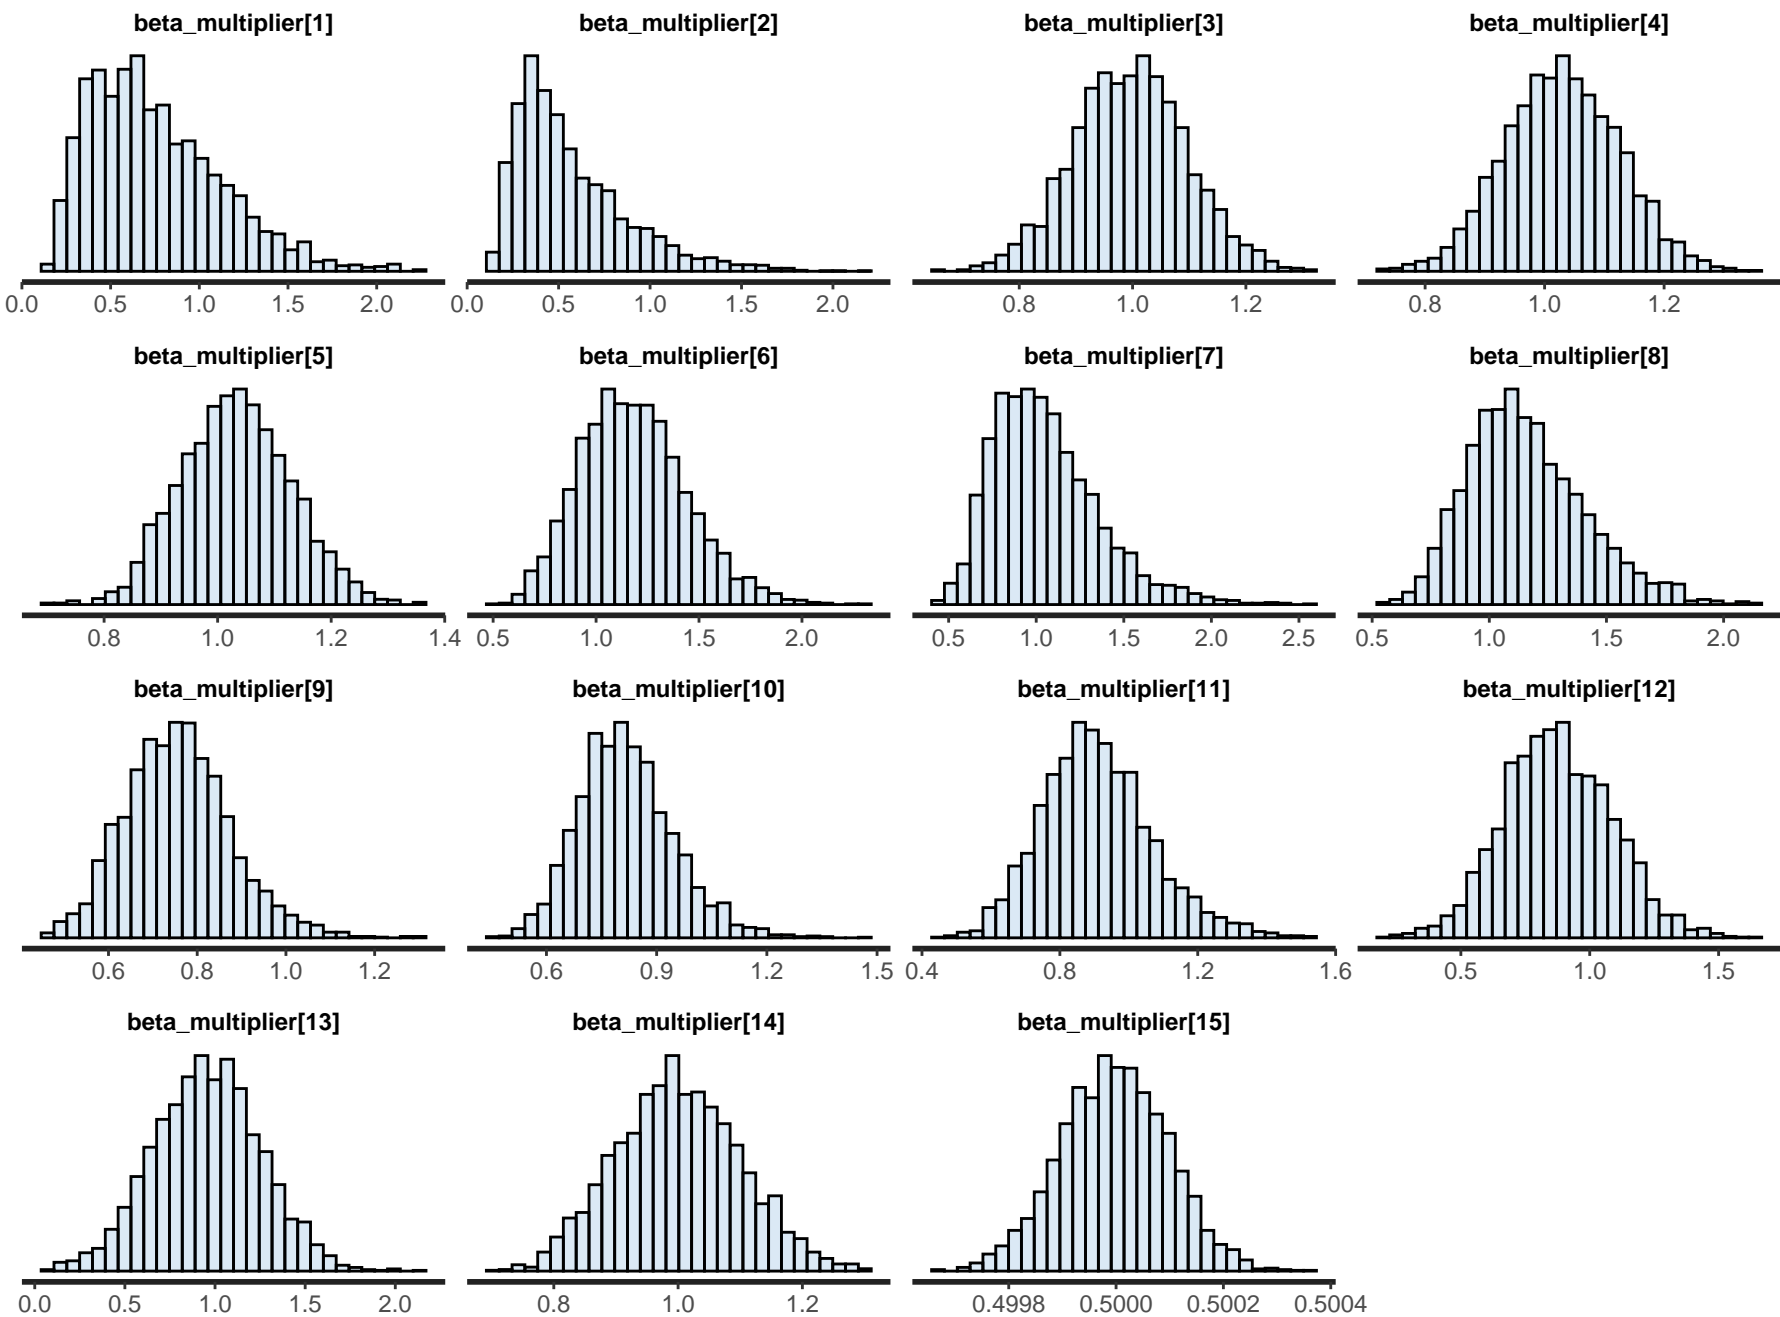 beta_multiplier[1] beta_multiplier[2] beta_multiplier[3] beta_multiplier[4]
0.0 0.5 1.0 1.5 2.0 0.0 0.5 1.0 1.5 2.0 0.8 1.0 1.2 0.8 1.0 1.2
beta_multiplier[5] beta_multiplier[6] beta_multiplier[7] beta_multiplier[8]
0.8 1.0 1.2 1.4 0.5 1.0 1.5 2.0 0.5 1.0 1.5 2.0 2.5 0.5 1.0 1.5 2.0
beta_multiplier[9] beta_multiplier[10] beta_multiplier[11] beta_multiplier[12]
0.6 0.8 1.0 1.2 0.6 0.9 1.2 1.5 0.4 0.8 1.2 1.6 0.5 1.0 1.5
beta_multiplier[13] beta_multiplier[14] beta_multiplier[15]
0.0 0.5 1.0 1.5 2.0 0.8 1.0 1.2 0.4998 0.5000 0.5002 0.5004